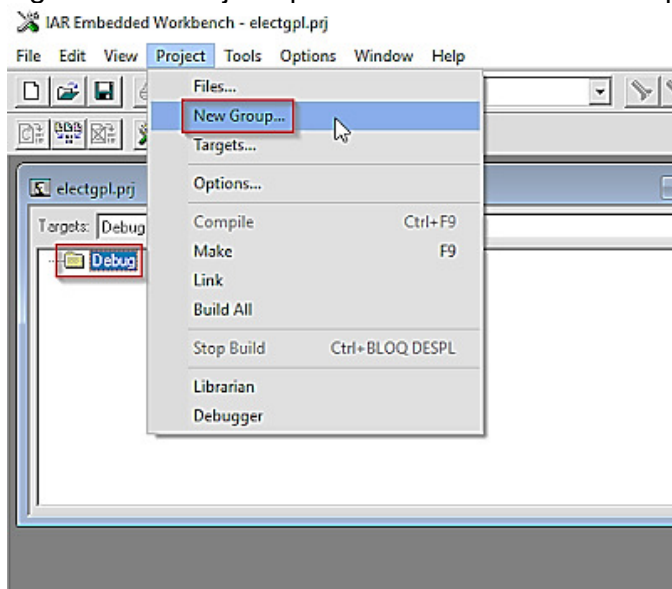 IAR Embedded Workbench - electgpl.prj
File Edit View Project Tools Options Window Help
Files...
New Group...
Targets...
Options...
Compile Ctrl+F9
Make F9
Link
Build All
Stop Build Ctrl+BLOQ DESPL
Librarian
Debugger
electgpl.prj
Targets: Debug
Debug